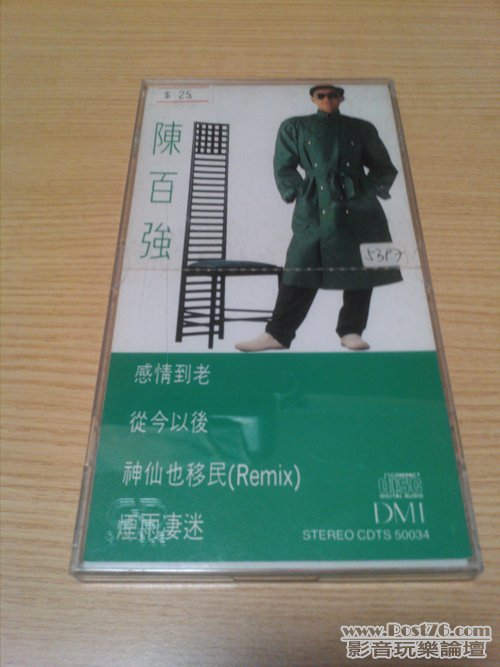 $ 25
陳百強
感情到老
從今以後
神仙也移民(Remix)
煙雨凄迷
COMPACT
disc
DIGITAL AUDIO
DMI
STEREO CDTS 50034
www.Post76.com
影音玩樂論壇